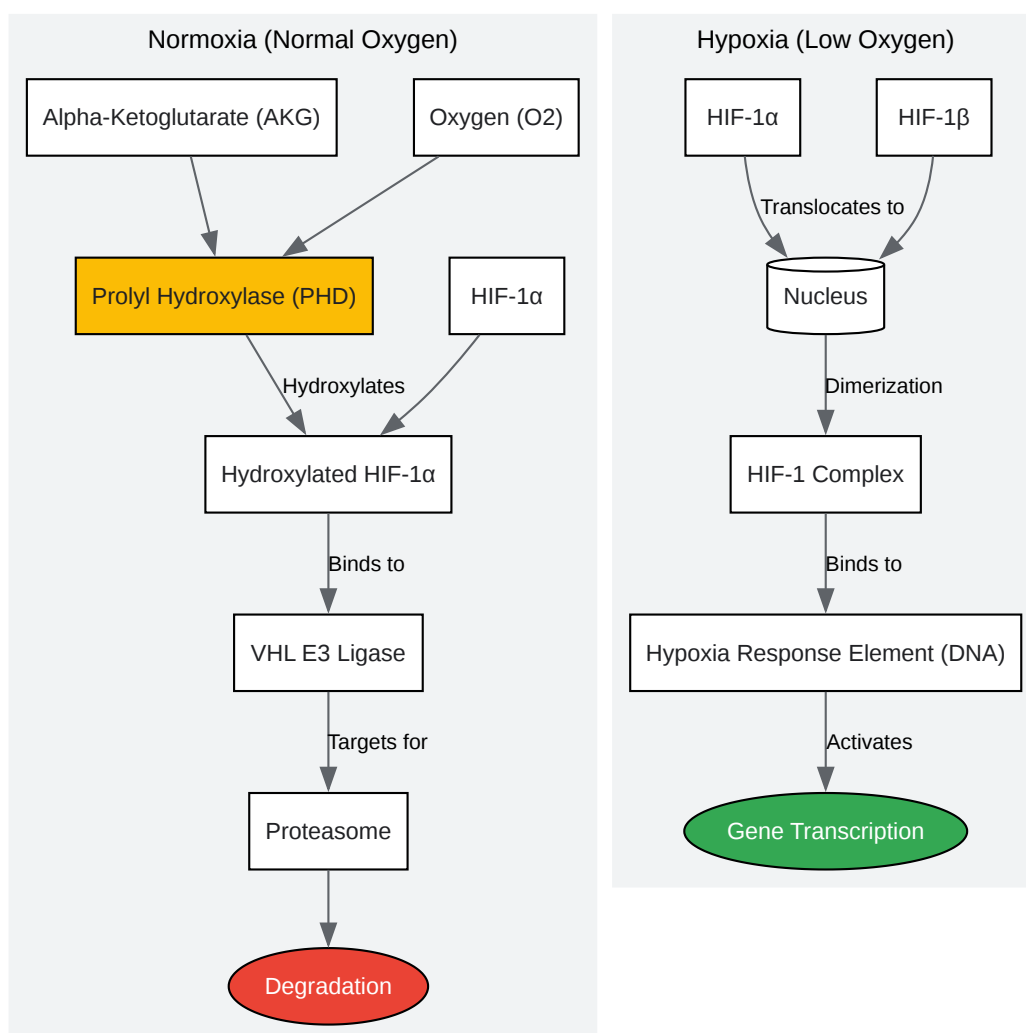 Normoxia (Normal Oxygen)
Alpha-Ketoglutarate (AKG)
Oxygen (O2)
Prolyl Hydroxylase (PHD)
HIF-1α
Hydroxylates
Hydroxylated HIF-1α
Binds to
VHL E3 Ligase
Targets for
Proteasome
Degradation
Hypoxia (Low Oxygen)
HIF-1α
HIF-1β
Translocates to
Nucleus
Dimerization
HIF-1 Complex
Binds to
Hypoxia Response Element (DNA)
Activates
Gene Transcription